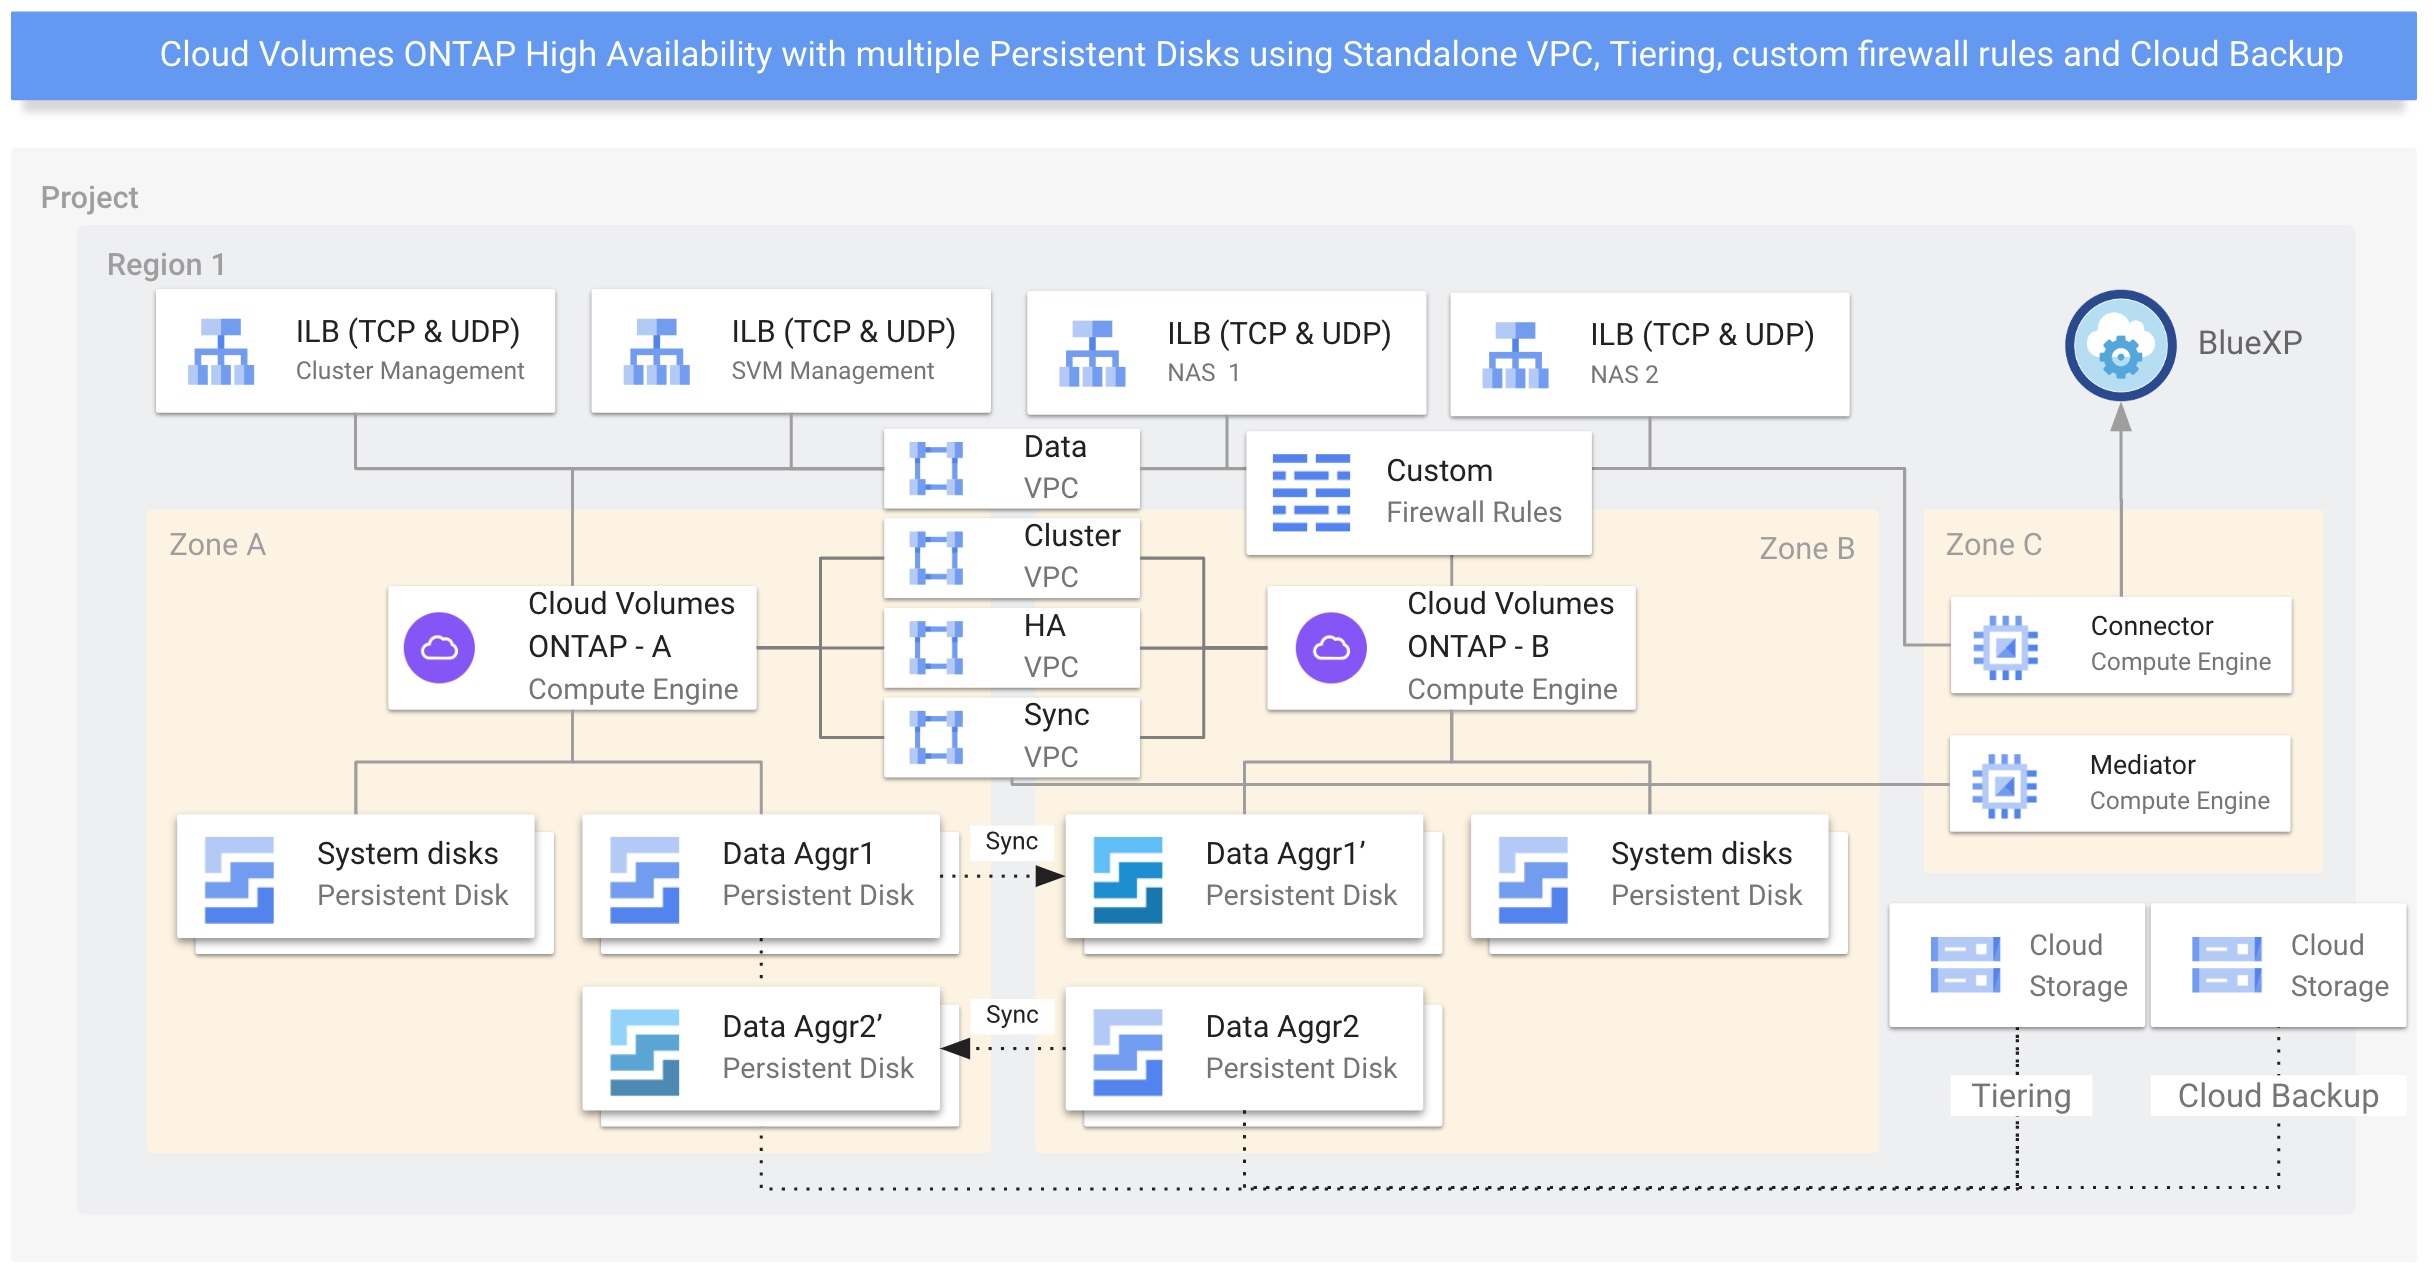 Cloud Volumes ONTAP High Availability with multiple Persistent Disks using Standalone VPC, Tiering, custom firewall rules and Cloud Backup
Project
Region 1
ILB (TCP & UDP)
Cluster Management
ILB (TCP & UDP)
SVM Management
ILB (TCP & UDP)
NAS 1
ILB (TCP & UDP)
NAS 2
BlueXP
Data
VPC
Custom
Firewall Rules
Zone A
Cluster
VPC
Zone B
Zone C
Cloud Volumes
ONTAP - A
Compute Engine
HA
VPC
Cloud Volumes
ONTAP - B
Compute Engine
Connector
Compute Engine
Sync
VPC
Mediator
Compute Engine
System disks
Persistent Disk
Data Aggr1
Persistent Disk
Sync
Data Aggr1’
Persistent Disk
System disks
Persistent Disk
Cloud
Storage
Cloud
Storage
Data Aggr2’
Persistent Disk
Sync
Data Aggr2
Persistent Disk
Tiering
Cloud Backup